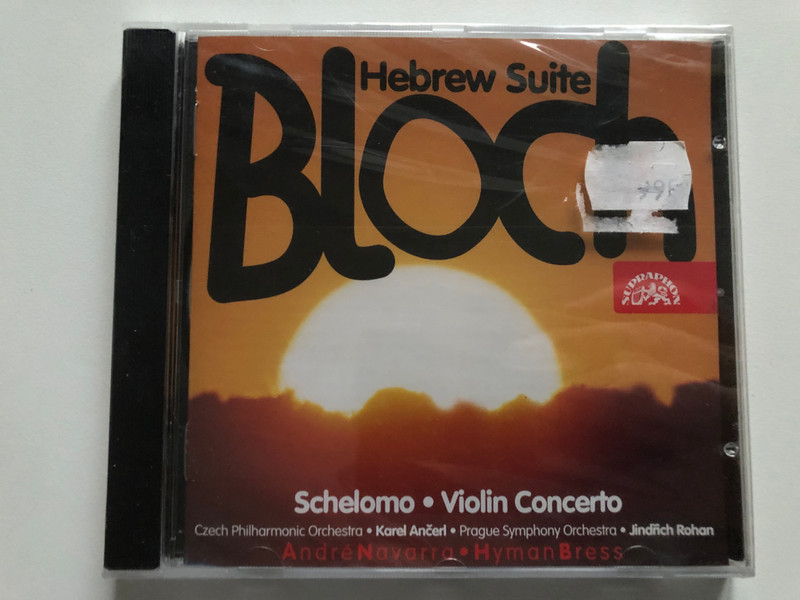 Hebrew Suite
Bloch
SUPRAPHON
Schelomo • Violin Concerto
Czech Philharmonic Orchestra • Karel Ančerl • Prague Symphony Orchestra • Jindřich Rohan
André Navarra • Hyman Bress